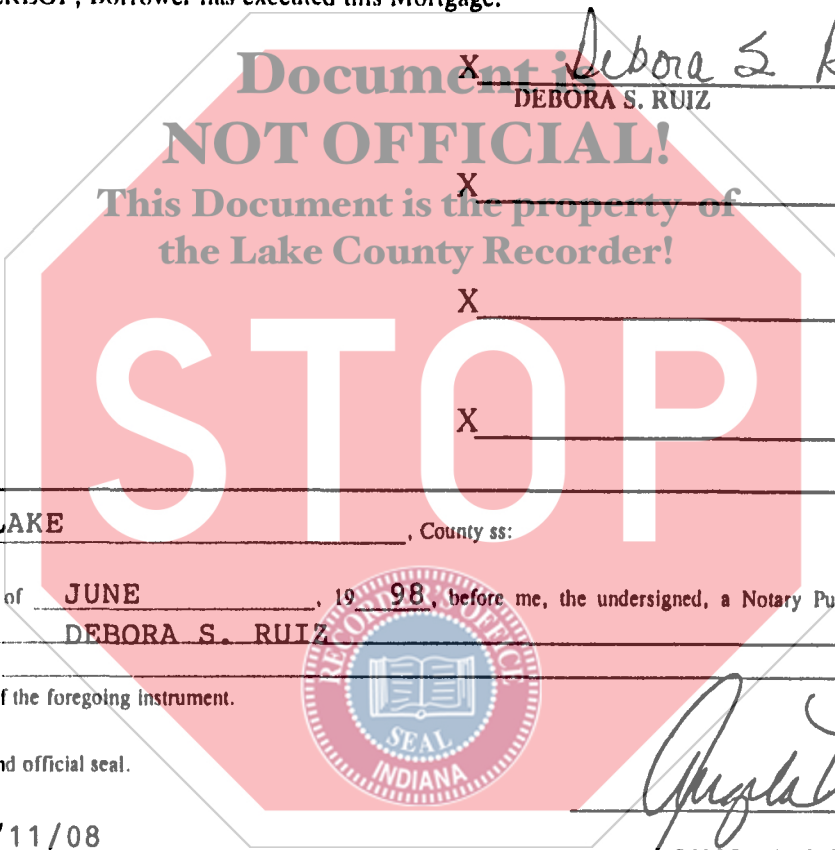 Borrower has executed this Mortgage.
Document is
NOT OFFICIAL!
This Document is the property of
the Lake County Recorder!
X Debora S
DEBORA S. RUIZ
X
X
X
STOP
LAKE , County ss:
of JUNE , 19 98 , before me, the undersigned, a Notary Pu
DEBORA S. RUIZ
f the foregoing instrument.
nd official seal.
RECORDER'S OFFICE
SEAL
INDIANA
Angela
/11/08